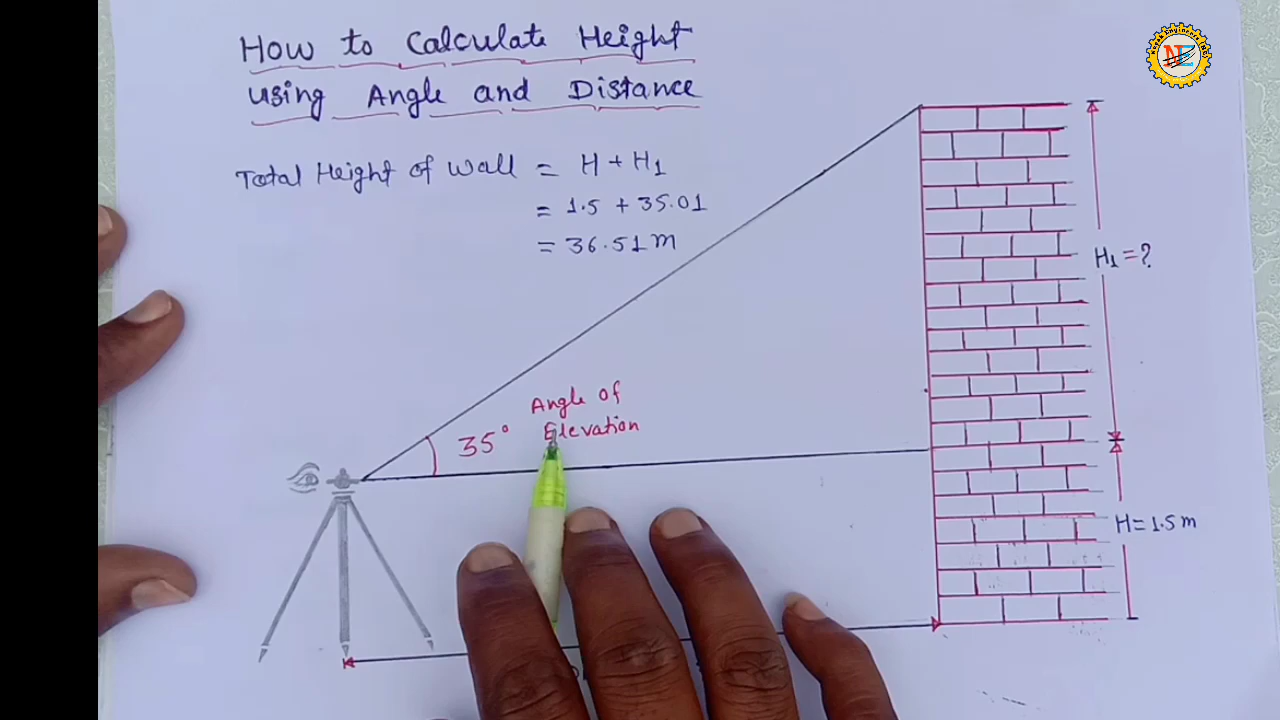 How to Calculate Height
using Angle and Distance
Total Height of Wall = H + H1
= 1.5 + 35.01
= 36.51 m
H1 = ?
Angle of
Elevation
35°
H = 1.5 m
NE